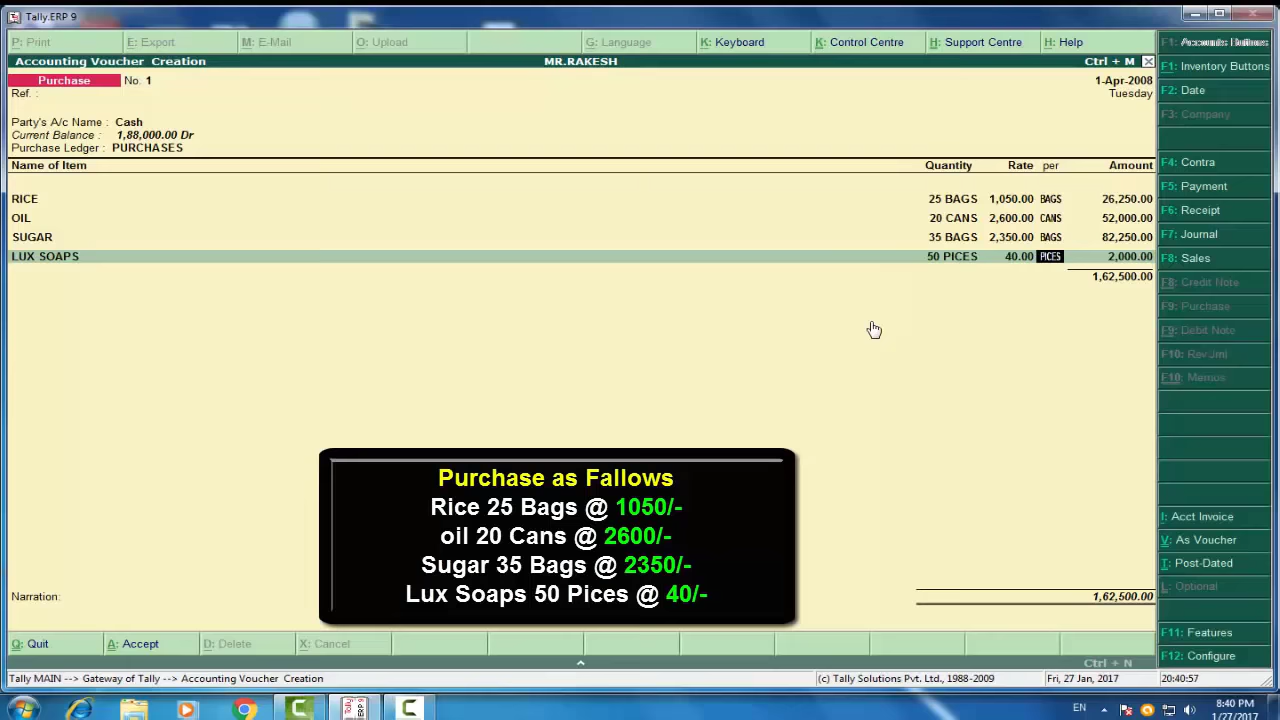 Tally.ERP 9
P: Print E: Export M: E-Mail O: Upload G: Language K: Keyboard K: Control Centre H: Support Centre H: Help
Accounting Voucher Creation MR.RAKESH Ctrl + M
Purchase No. 1 1-Apr-2008
Ref. : Tuesday
Party's A/c Name : Cash
Current Balance : 1,88,000.00 Dr
Purchase Ledger : PURCHASES
Name of Item Quantity Rate per Amount
RICE 25 BAGS 1,050.00 BAGS 26,250.00
OIL 20 CANS 2,600.00 CANS 52,000.00
SUGAR 35 BAGS 2,350.00 BAGS 82,250.00
LUX SOAPS 50 PICES 40.00 PICES 2,000.00
1,62,500.00
Purchase as Fallows
Rice 25 Bags @ 1050/-
oil 20 Cans @ 2600/-
Sugar 35 Bags @ 2350/-
Lux Soaps 50 Pices @ 40/-
Narration: 1,62,500.00
Q: Quit A: Accept D: Delete X: Cancel
Ctrl + N
Tally MAIN --> Gateway of Tally --> Accounting Voucher Creation (c) Tally Solutions Pvt. Ltd., 1988-2009 Fri, 27 Jan, 2017 20:40:57
F1: Accounts Buttons
F1: Inventory Buttons
F2: Date
F3: Company
F4: Contra
F5: Payment
F6: Receipt
F7: Journal
F8: Sales
F8: Credit Note
F9: Purchase
F9: Debit Note
F10: Rev Jrnl
F10: Memos
I: Acct Invoice
V: As Voucher
T: Post-Dated
L: Optional
F11: Features
F12: Configure
EN 8:40 PM
1/27/2017